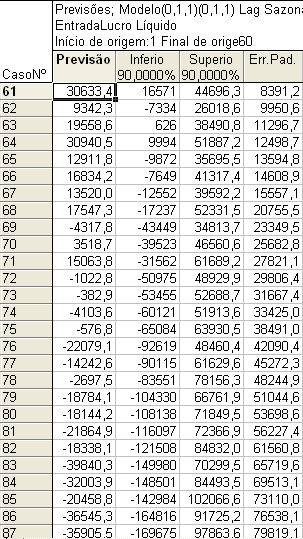 Previsões; Modelo(0,1,1)(0,1,1) Lag Sazona
EntradaLucro Líquido
Início de origem:1 Final de orige60
CasoNº Previsão Inferio 90,0000% Superio 90,0000% Err.Pad.
61 30633,4 16571 44696,3 8391,2
62 9342,3 -7334 26018,6 9950,6
63 19558,6 626 38490,8 11296,7
64 30940,5 9994 51887,2 12498,7
65 12911,8 -9872 35695,5 13594,8
66 16834,2 -7649 41317,4 14608,9
67 13520,0 -12552 39592,2 15557,1
68 17547,3 -17237 52331,5 20755,5
69 -4317,8 -43449 34813,7 23349,5
70 3518,7 -39523 46560,6 25682,8
71 15063,8 -31562 61689,2 27821,1
72 -1022,8 -50975 48929,9 29806,4
73 -382,9 -53455 52688,7 31667,4
74 -4103,6 -60121 51913,6 33425,0
75 -576,8 -65084 63930,5 38491,0
76 -22079,1 -92619 48460,4 42090,4
77 -14242,6 -90115 61629,6 45272,3
78 -2697,5 -83551 78156,3 48244,9
79 -18784,1 -104330 66761,9 51044,6
80 -18144,2 -108138 71849,5 53698,6
81 -21864,9 -116097 72366,9 56227,4
82 -18338,1 -121508 84832,0 61560,8
83 -39840,3 -149980 70299,5 65719,6
84 -32003,9 -148501 84493,5 69513,1
85 -20458,8 -142984 102066,6 73110,0
86 -36545,3 -164816 91725,2 76538,1
87 -35905,5 -169675 97863,6 79819,1